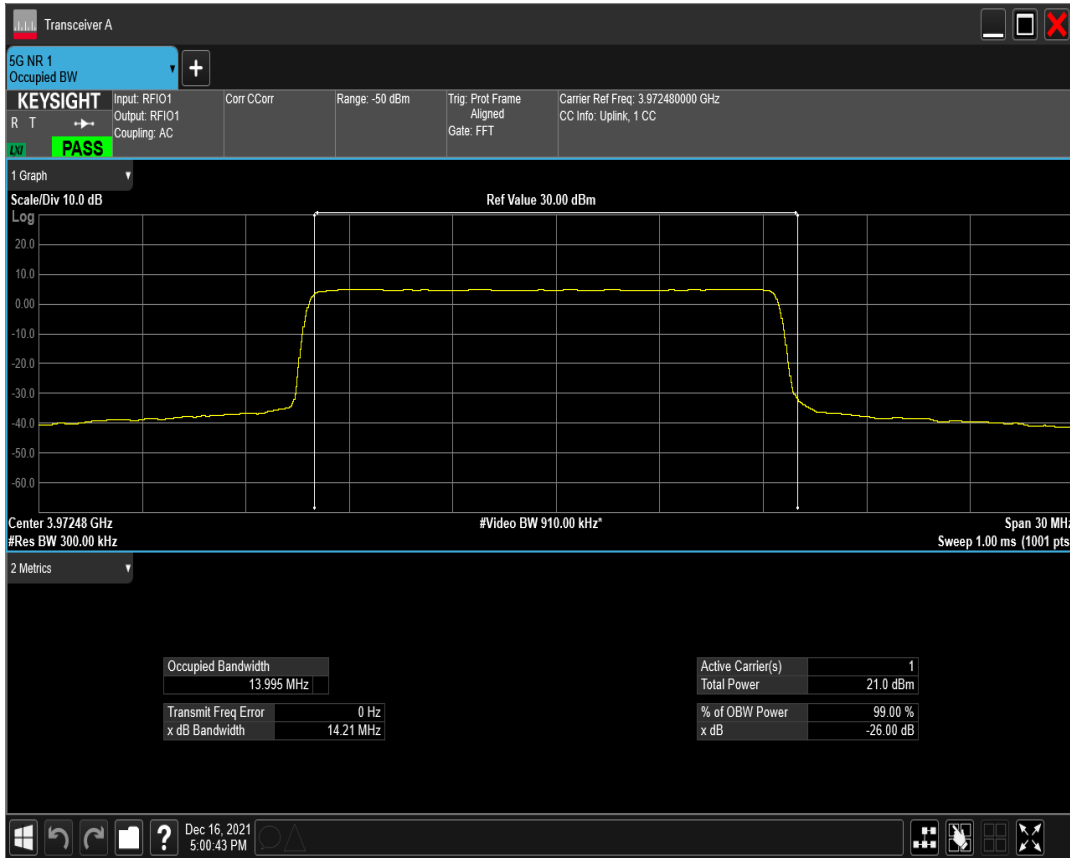 Transceiver A
5G NR 1
Occupied BW
KEYSIGHT
R T
LXI
PASS
Input: RFIO1
Output: RFIO1
Coupling: AC
Corr CCorr
Range: -50 dBm
Trig: Prot Frame
Aligned
Gate: FFT
Carrier Ref Freq: 3.972480000 GHz
CC Info: Uplink, 1 CC
1 Graph
Scale/Div 10.0 dB
Ref Value 30.00 dBm
Log
20.0
10.0
0.00
-10.0
-20.0
-30.0
-40.0
-50.0
-60.0
Center 3.97248 GHz
#Video BW 910.00 kHz*
Span 30 MHz
#Res BW 300.00 kHz
Sweep 1.00 ms (1001 pts
2 Metrics
Occupied Bandwidth
13.995 MHz
Transmit Freq Error 0 Hz
x dB Bandwidth 14.21 MHz
Active Carrier(s) 1
Total Power 21.0 dBm
% of OBW Power 99.00 %
x dB -26.00 dB
?
Dec 16, 2021
5:00:43 PM